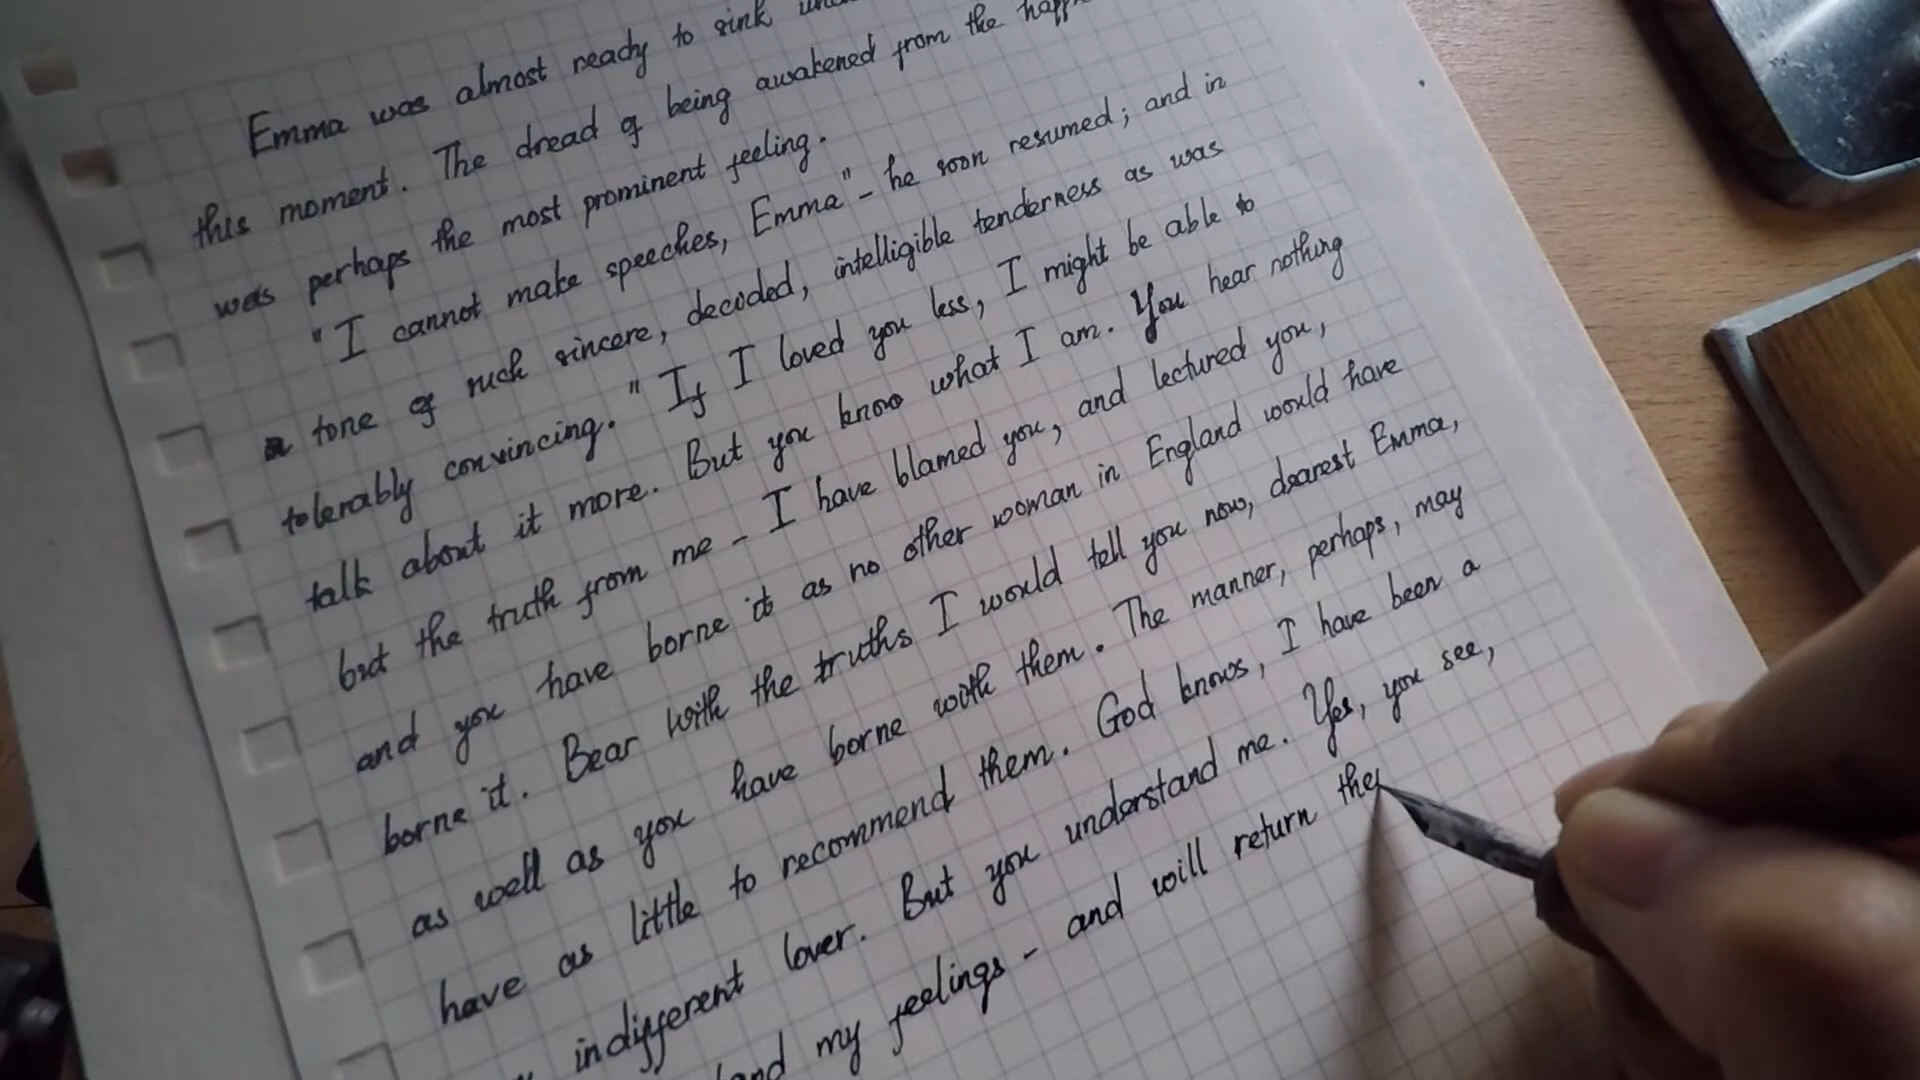 Emma was almost ready to sink
this moment. The dread of being awakened from the
was perhaps the most prominent feeling.
"I cannot make speeches, Emma" - he soon resumed; and in
a tone of such sincere, decided, intelligible tenderness as was
tolerably convincing. " If I loved you less, I might be able to
talk about it more. But you know what I am. You hear nothing
but the truth from me - I have blamed you, and lectured you,
and you have borne it as no other woman in England would have
borne it. Bear with the truths I would tell you now, dearest Emma,
as well as you have borne with them. The manner, perhaps, may
have as little to recommend them. God knows, I have been a
indifferent lover. But you understand me. Yes, you see,
my feelings - and will return the